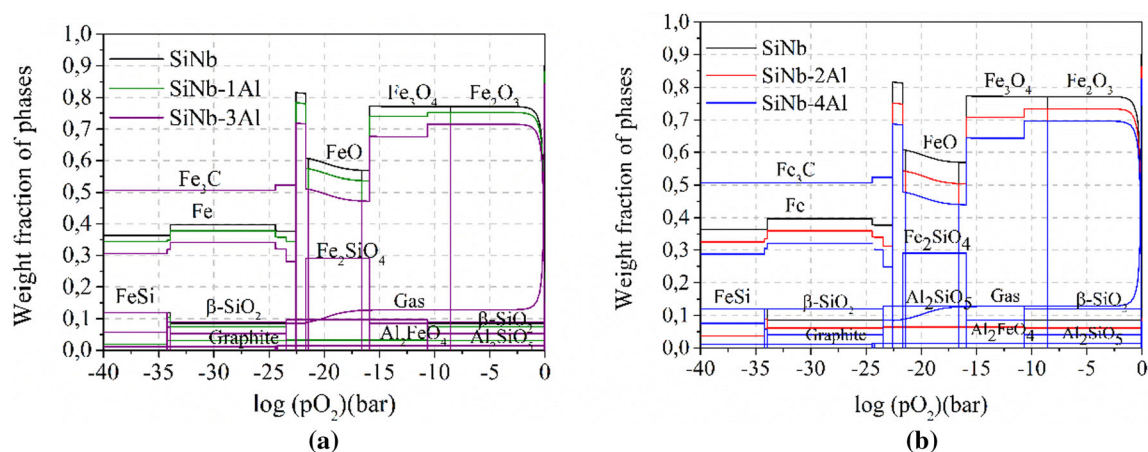 1,0
0,9
0,8
0,7
0,6
0,5
0,4
0,3
0,2
0,1
0,0
Weight fraction of phases
SiNb
SiNb-1Al
SiNb-3Al
Fe3O4
Fe2O3
FeO
Fe3C
Fe
Fe2SiO4
FeSi
β-SiO2
Gas
β-SiO2
Graphite
Al2FeO4
Al2SiO5
-40 -35 -30 -25 -20 -15 -10 -5 0
log (pO2)(bar)
(a)
1,0
0,9
0,8
0,7
0,6
0,5
0,4
0,3
0,2
0,1
0,0
Weight fraction of phases
SiNb
SiNb-2Al
SiNb-4Al
Fe3O4
Fe2O3
FeO
Fe3C
Fe
Fe2SiO4
FeSi
β-SiO2
Al2SiO5
Gas
β-SiO2
Graphite
Al2FeO4
Al2SiO5
-40 -35 -30 -25 -20 -15 -10 -5 0
log (pO2)(bar)
(b)